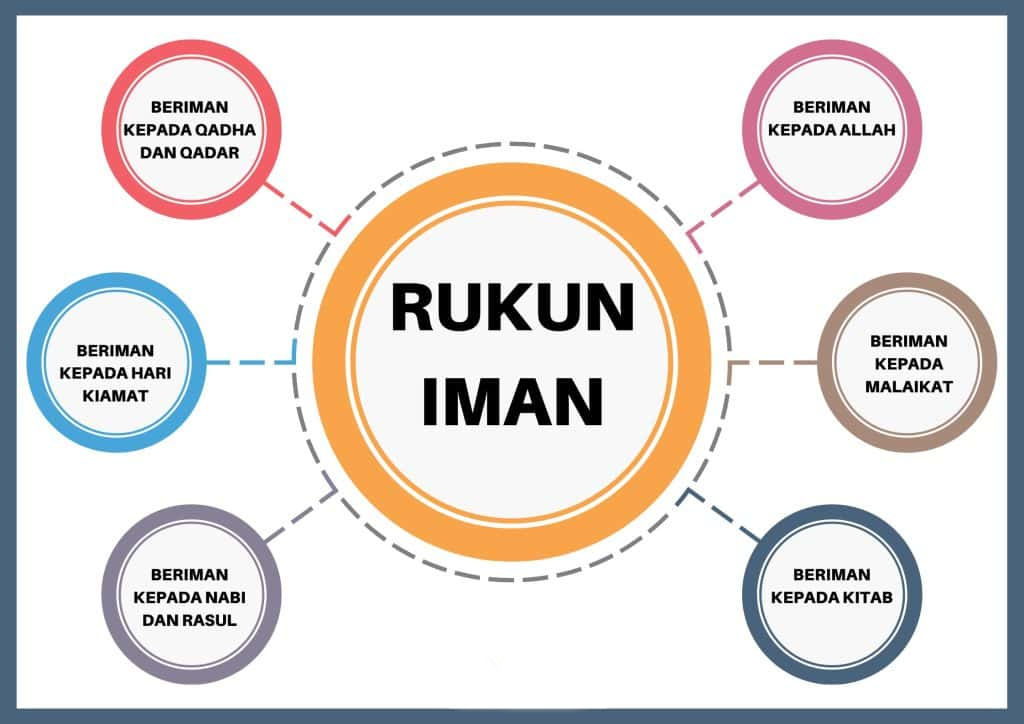 RUKUN
IMAN
BERIMAN
KEPADA ALLAH
BERIMAN
KEPADA
MALAIKAT
BERIMAN
KEPADA KITAB
BERIMAN
KEPADA NABI
DAN RASUL
BERIMAN
KEPADA HARI
KIAMAT
BERIMAN
KEPADA QADHA
DAN QADAR